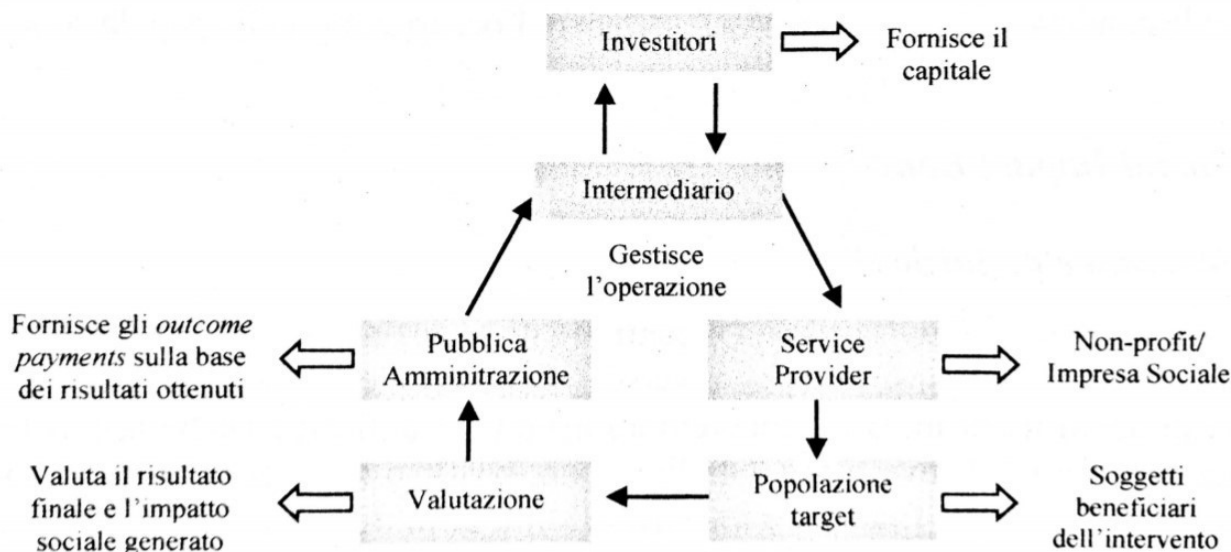 Investitori
Fornisce il
capitale
Intermediario
Gestisce
l'operazione
Fornisce gli outcome
payments sulla base
dei risultati ottenuti
Pubblica
Amminitrazione
Service
Provider
Non-profit/
Impresa Sociale
Valuta il risultato
finale e l'impatto
sociale generato
Valutazione
Popolazione
target
Soggetti
beneficiari
dell'intervento